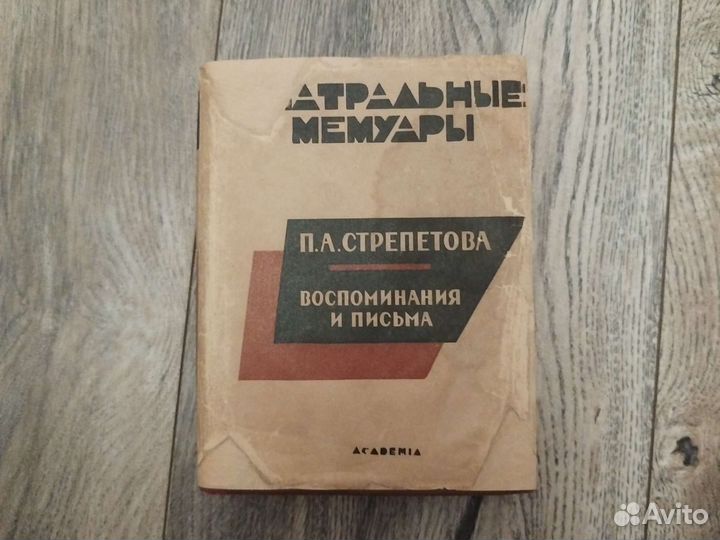 АТРАЛЬНЫЕ
МЕМУАРЫ
П.А.СТРЕПЕТОВА
ВОСПОМИНАНИЯ
И ПИСЬМА
ACADEMIA
Avito